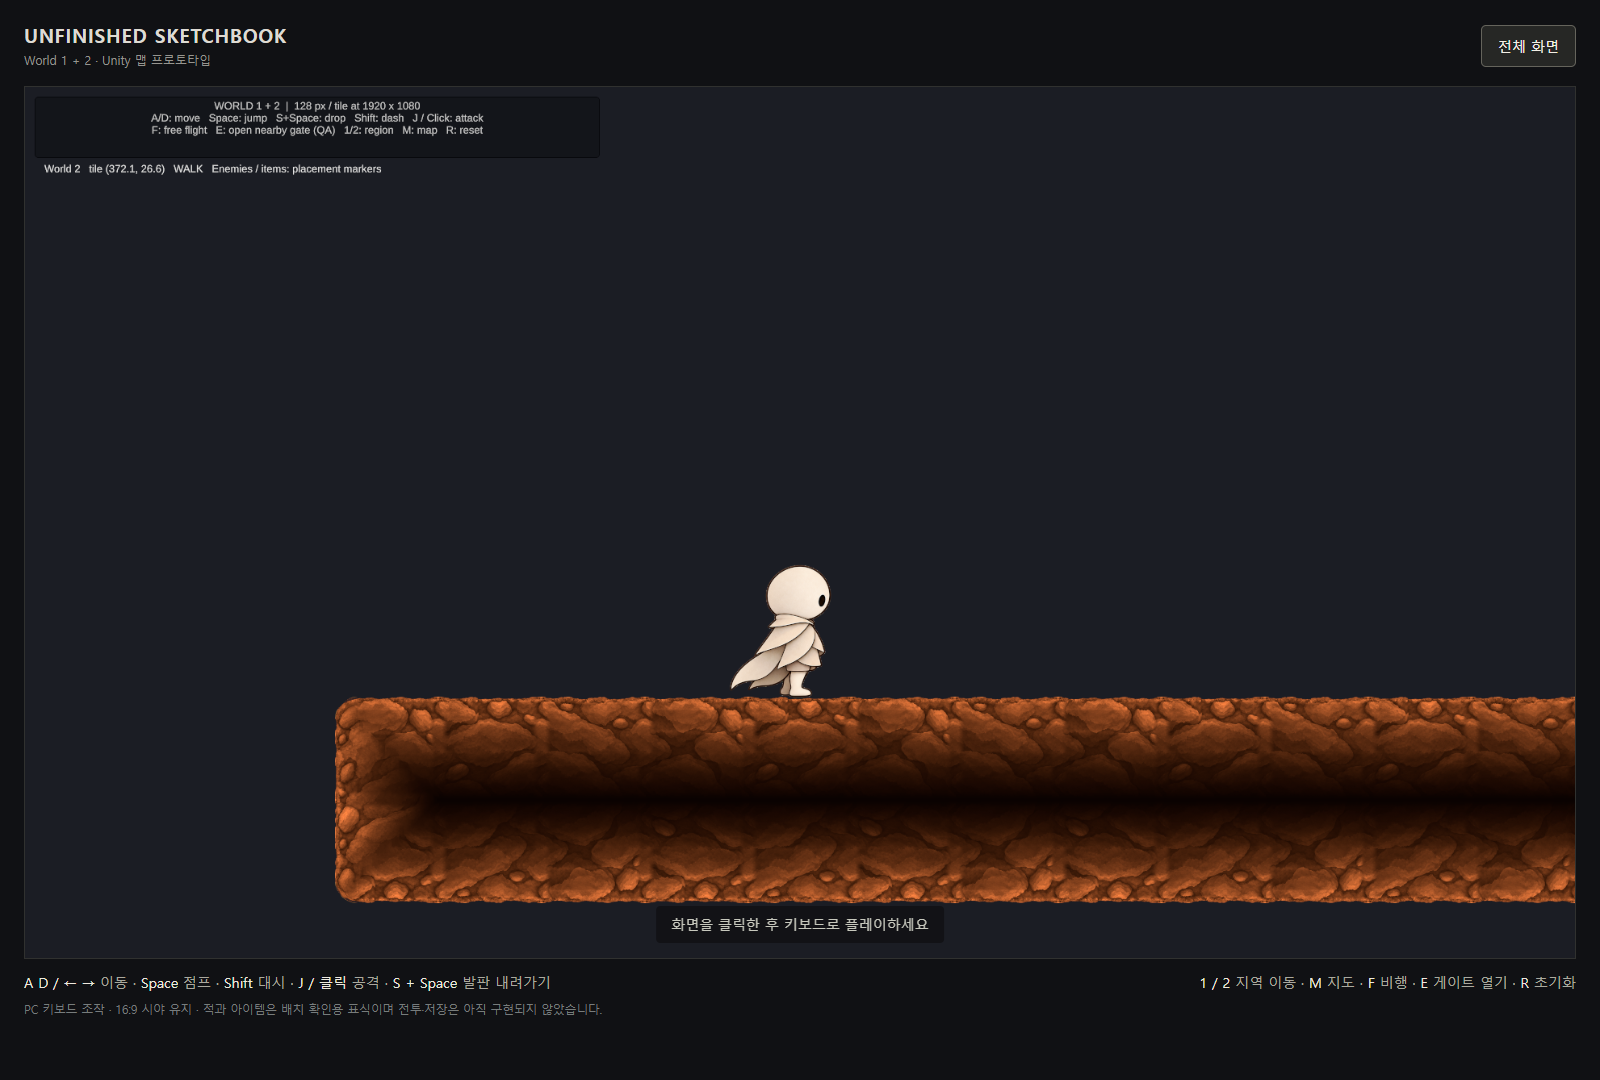 UNFINISHED SKETCHBOOK
World 1 + 2 · Unity 맵 프로토타입
전체 화면
WORLD 1 + 2 | 128 px / tile at 1920 x 1080
A/D: move Space: jump S+Space: drop Shift: dash J / Click: attack
F: free flight E: open nearby gate (QA) 1/2: region M: map R: reset
World 2 tile (372.1, 26.6) WALK Enemies / items: placement markers
화면을 클릭한 후 키보드로 플레이하세요
A D / ← → 이동 · Space 점프 · Shift 대시 · J / 클릭 공격 · S + Space 발판 내려가기
1 / 2 지역 이동 · M 지도 · F 비행 · E 게이트 열기 · R 초기화
PC 키보드 조작 · 16:9 시야 유지 · 적과 아이템은 배치 확인용 표식이며 전투·저장은 아직 구현되지 않았습니다.